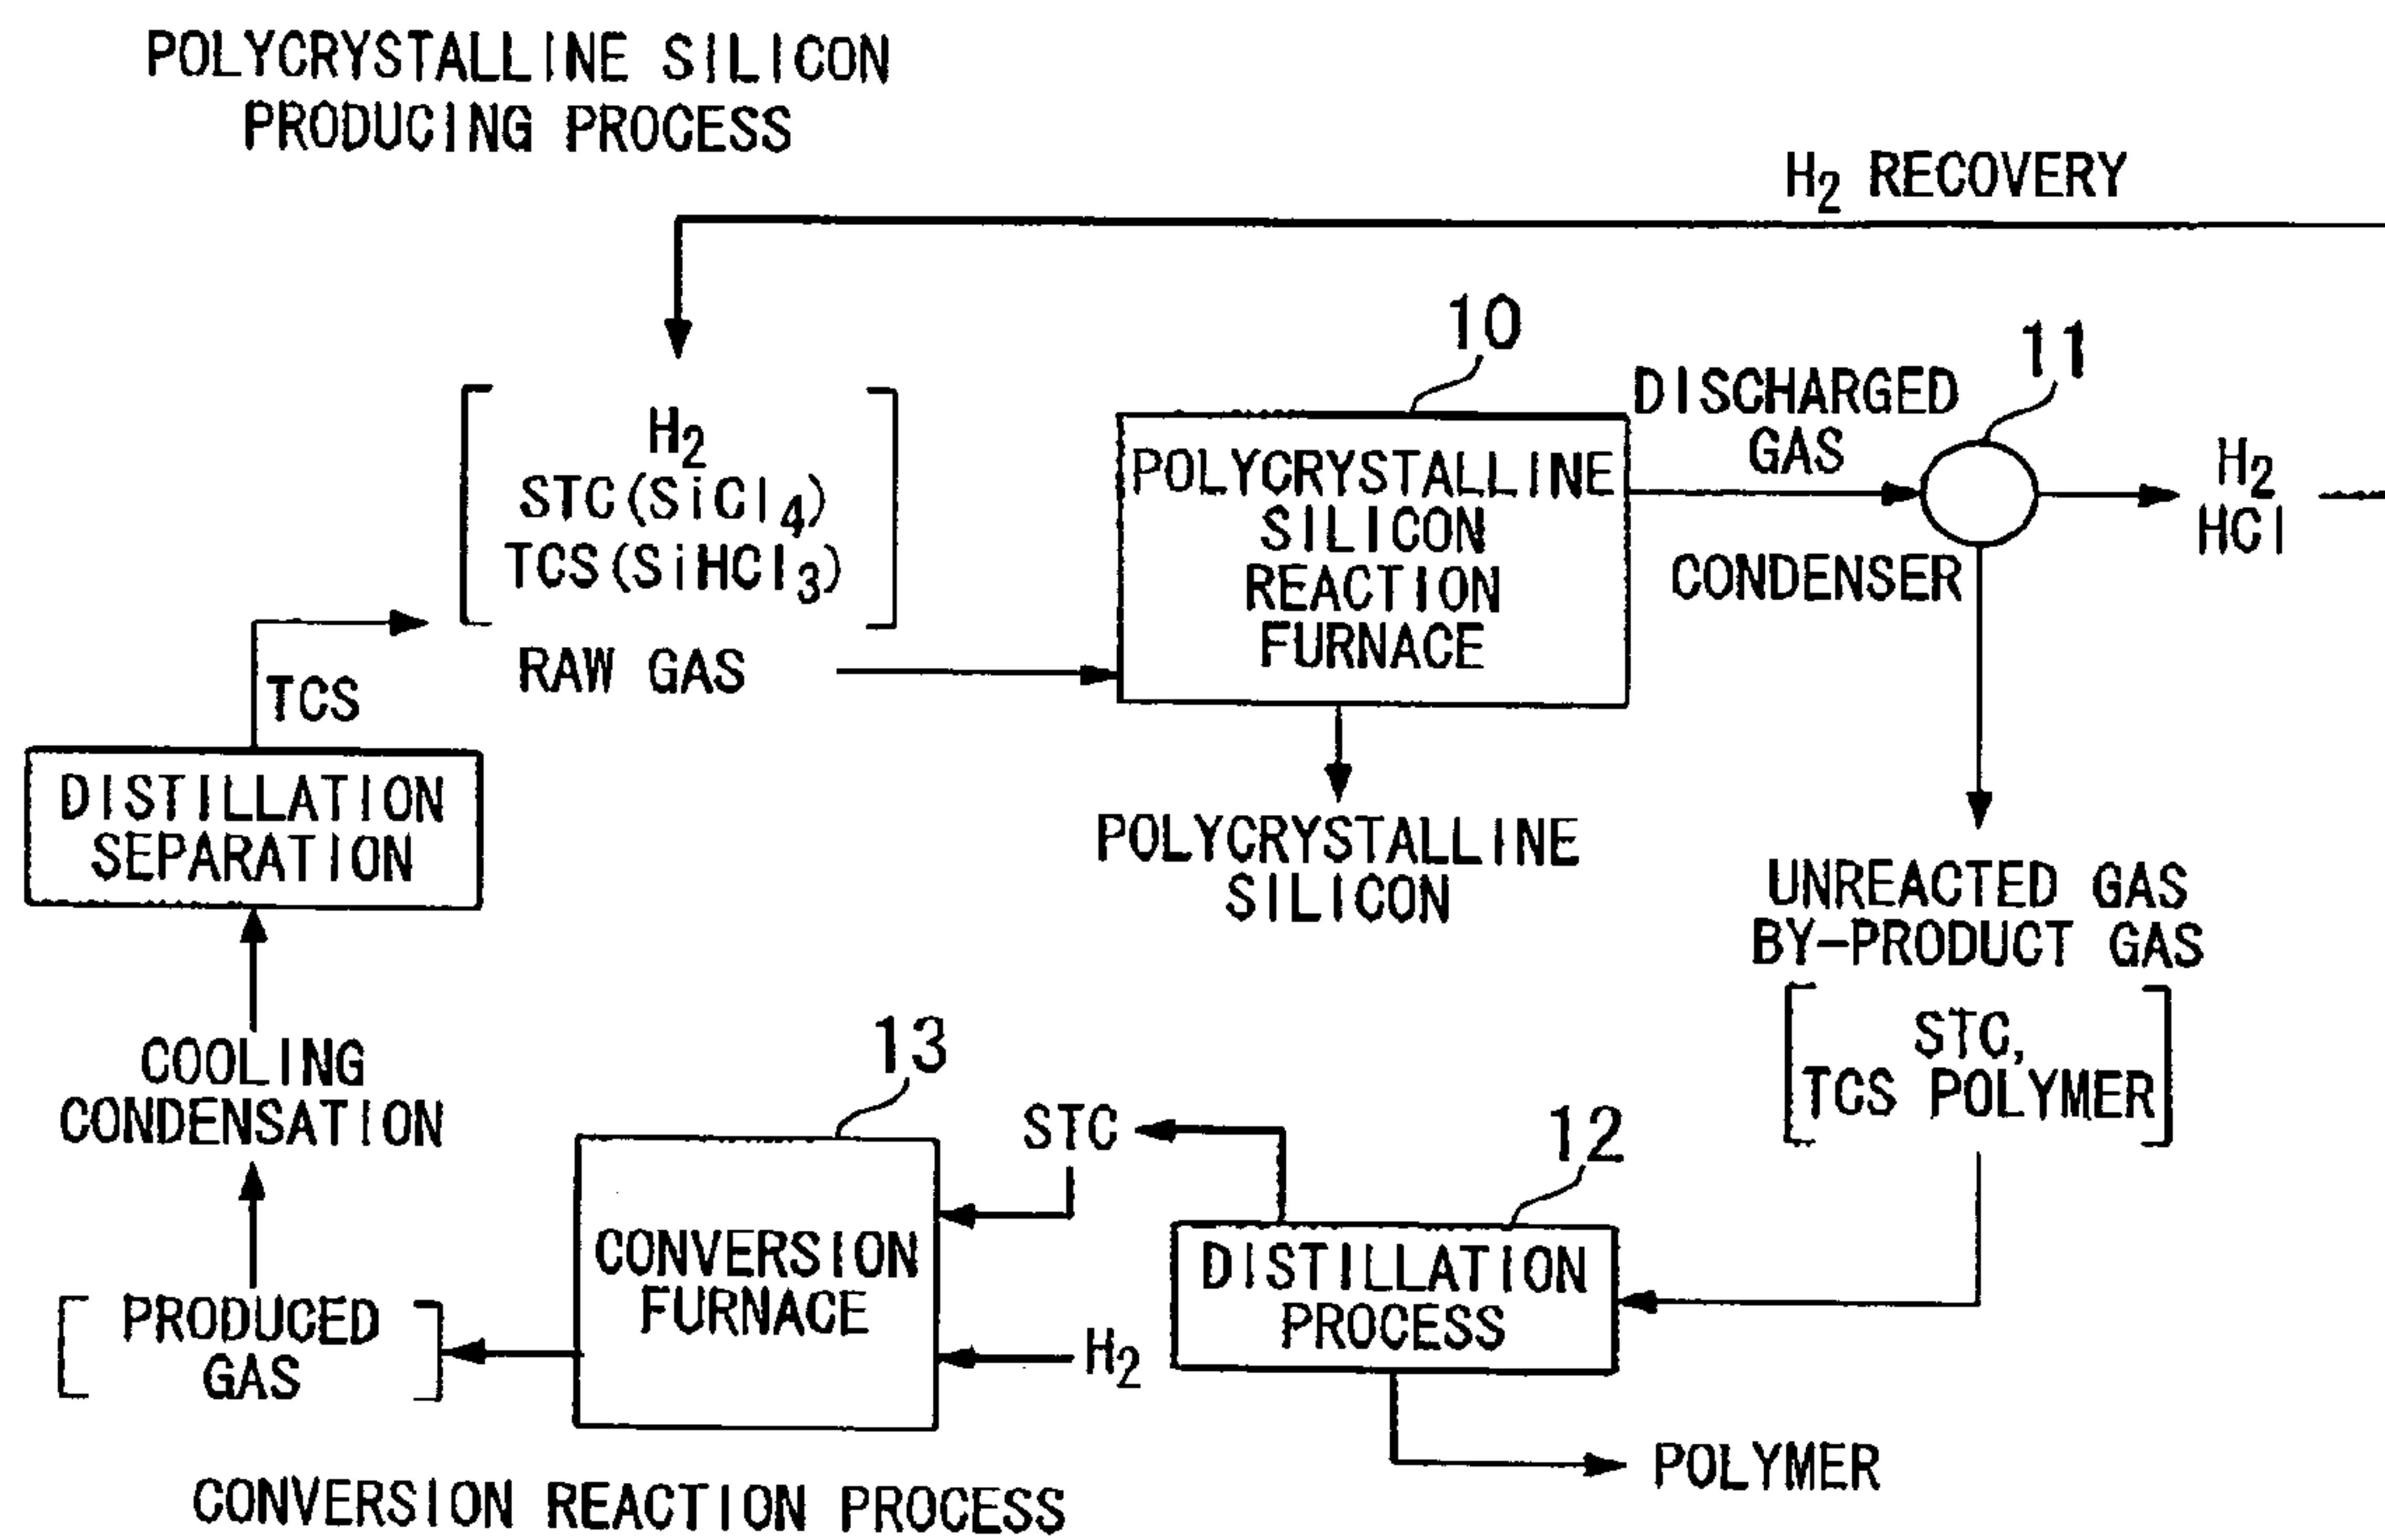 POLYCRYSTALLINE SILICON
PRODUCING PROCESS
H2 RECOVERY
10
11
H2
STC(SiCl4)
TCS(SiHCl3)
RAW GAS
POLYCRYSTALLINE
SILICON
REACTION
FURNACE
DISCHARGED
GAS
CONDENSER
H2
HCl
TCS
DISTILLATION
SEPARATION
POLYCRYSTALLINE
SILICON
UNREACTED GAS
BY-PRODUCT GAS
STC,
TCS POLYMER
COOLING
CONDENSATION
13
STC
12
CONVERSION
FURNACE
DISTILLATION
PROCESS
PRODUCED
GAS
H2
POLYMER
CONVERSION REACTION PROCESS